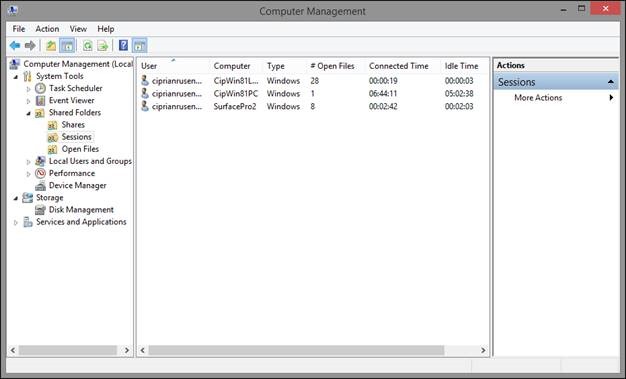 Computer Management
File Action View Help
Computer Management (Local
System Tools
Task Scheduler
Event Viewer
Shared Folders
Shares
Sessions
Open Files
Local Users and Groups
Performance
Device Manager
Storage
Disk Management
Services and Applications
User Computer Type # Open Files Connected Time Idle Time
ciprianrusen... CipWin81L... Windows 28 00:00:19 00:00:03
ciprianrusen... CipWin81PC Windows 1 06:44:11 05:02:38
ciprianrusen... SurfacePro2 Windows 8 00:02:42 00:02:03
Actions
Sessions
More Actions